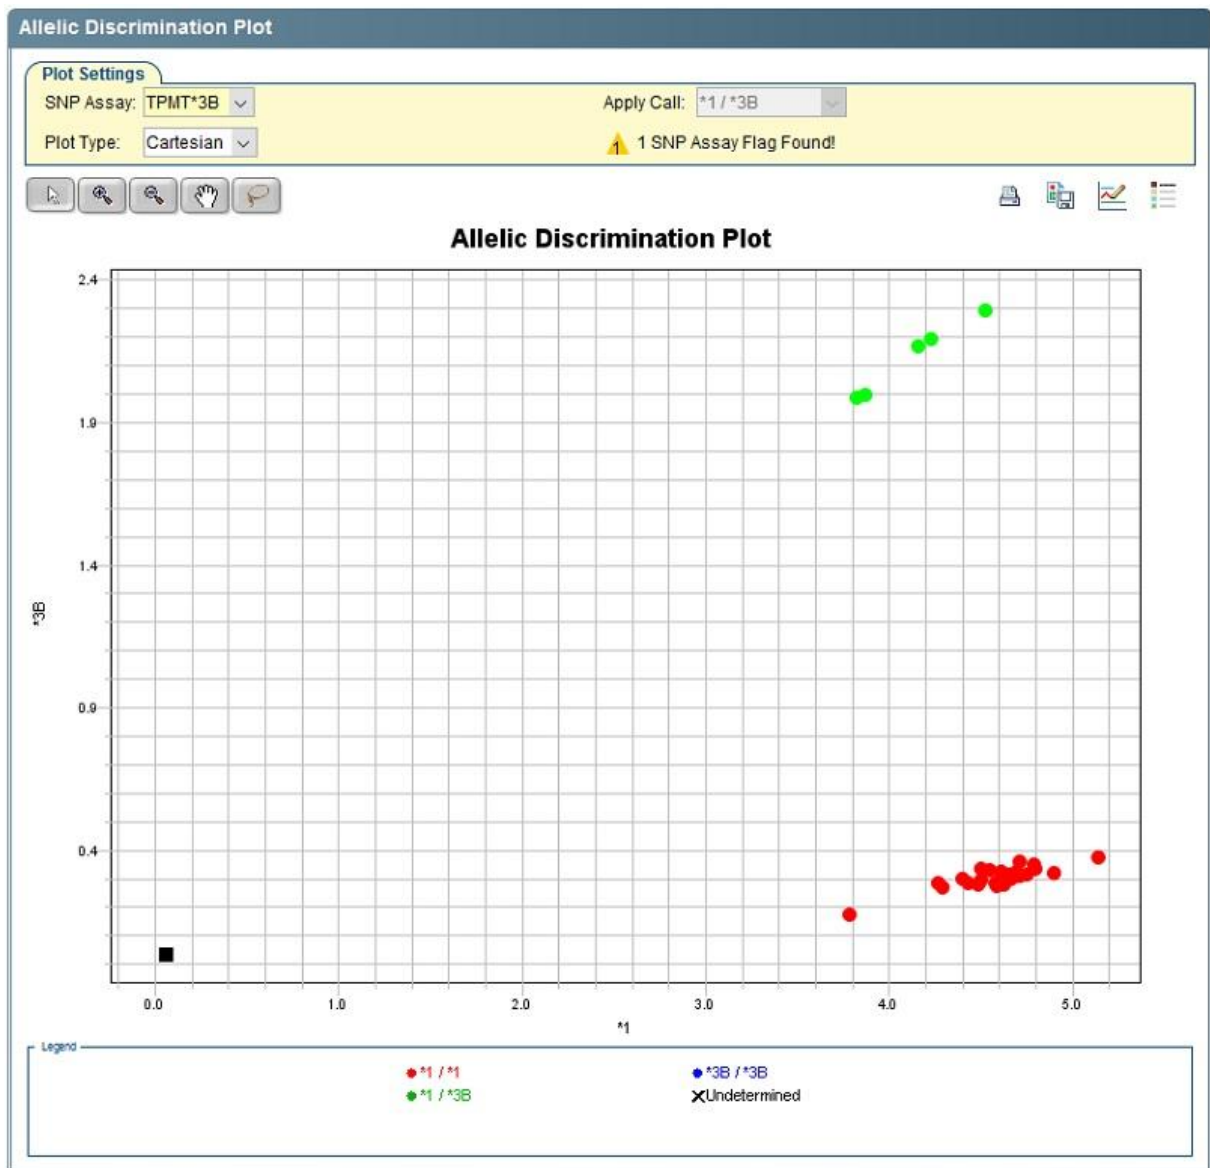 Allelic Discrimination Plot
Plot Settings
SNP Assay: TPMT*3B Apply Call: *1 / *3B
Plot Type: Cartesian 1 1 SNP Assay Flag Found!
Allelic Discrimination Plot
2.4
1.9
1.4
*3B
0.9
0.4
0.0 1.0 2.0 3.0 4.0 5.0
*1
Legend
*1 / *1 *3B / *3B
*1 / *3B Undetermined